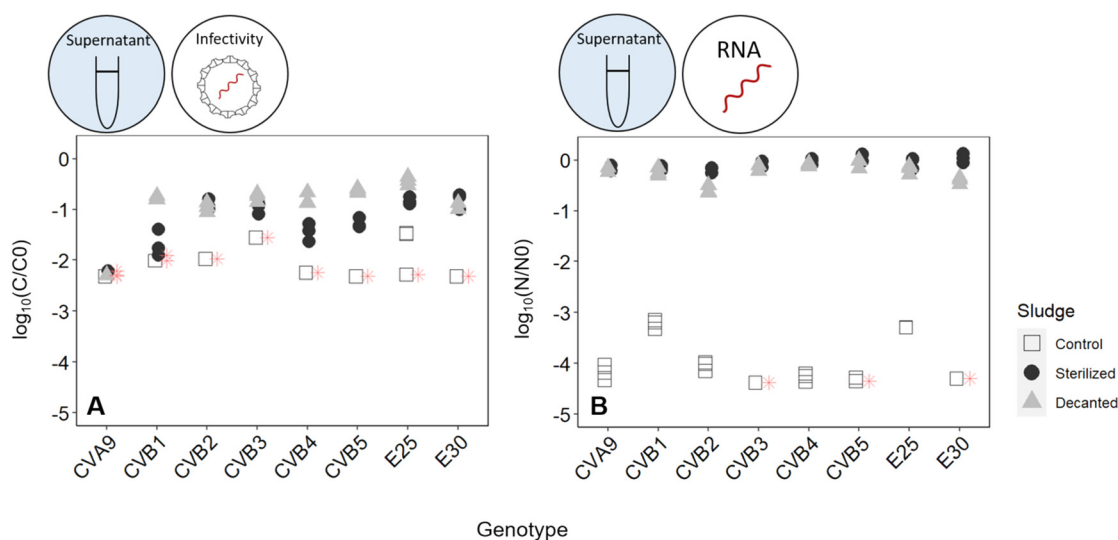 Supernatant
Infectivity
Supernatant
RNA
log10(C/C0)
0
-1
-2
-3
-4
-5
A
CVA9
CVB1
CVB2
CVB3
CVB4
CVB5
E25
E30
log10(N/N0)
0
-1
-2
-3
-4
-5
B
CVA9
CVB1
CVB2
CVB3
CVB4
CVB5
E25
E30
Genotype
Sludge
Control
Sterilized
Decanted